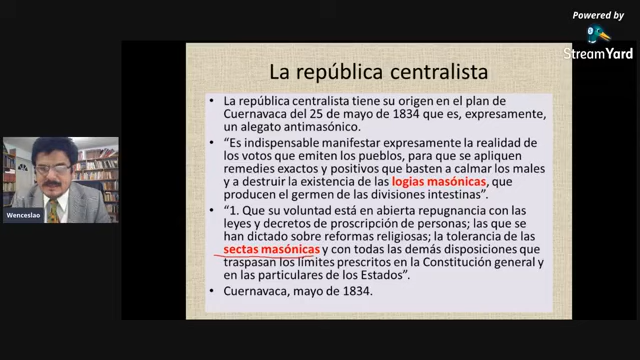 Powered by
StreamYard
La república centralista
• La república centralista tiene su origen en el plan de
Cuernavaca del 25 de mayo de 1834 que es, expresamente,
un alegato antimasónico.
• “Es indispensable manifestar expresamente la realidad de
los votos que emiten los pueblos, para que se apliquen
remedies exactos y positivos que basten a calmar los males
y a destruir la existencia de las logias masónicas, que
producen el germen de las divisiones intestinas”.
• “1. Que su voluntad está en abierta repugnancia con las
leyes y decretos de proscripción de personas; las que se
han dictado sobre reformas religiosas; la tolerancia de las
sectas masónicas y con todas las demás disposiciones que
traspasan los límites prescritos en la Constitución general y
en las particulares de los Estados”.
• Cuernavaca, mayo de 1834.
Wenceslao